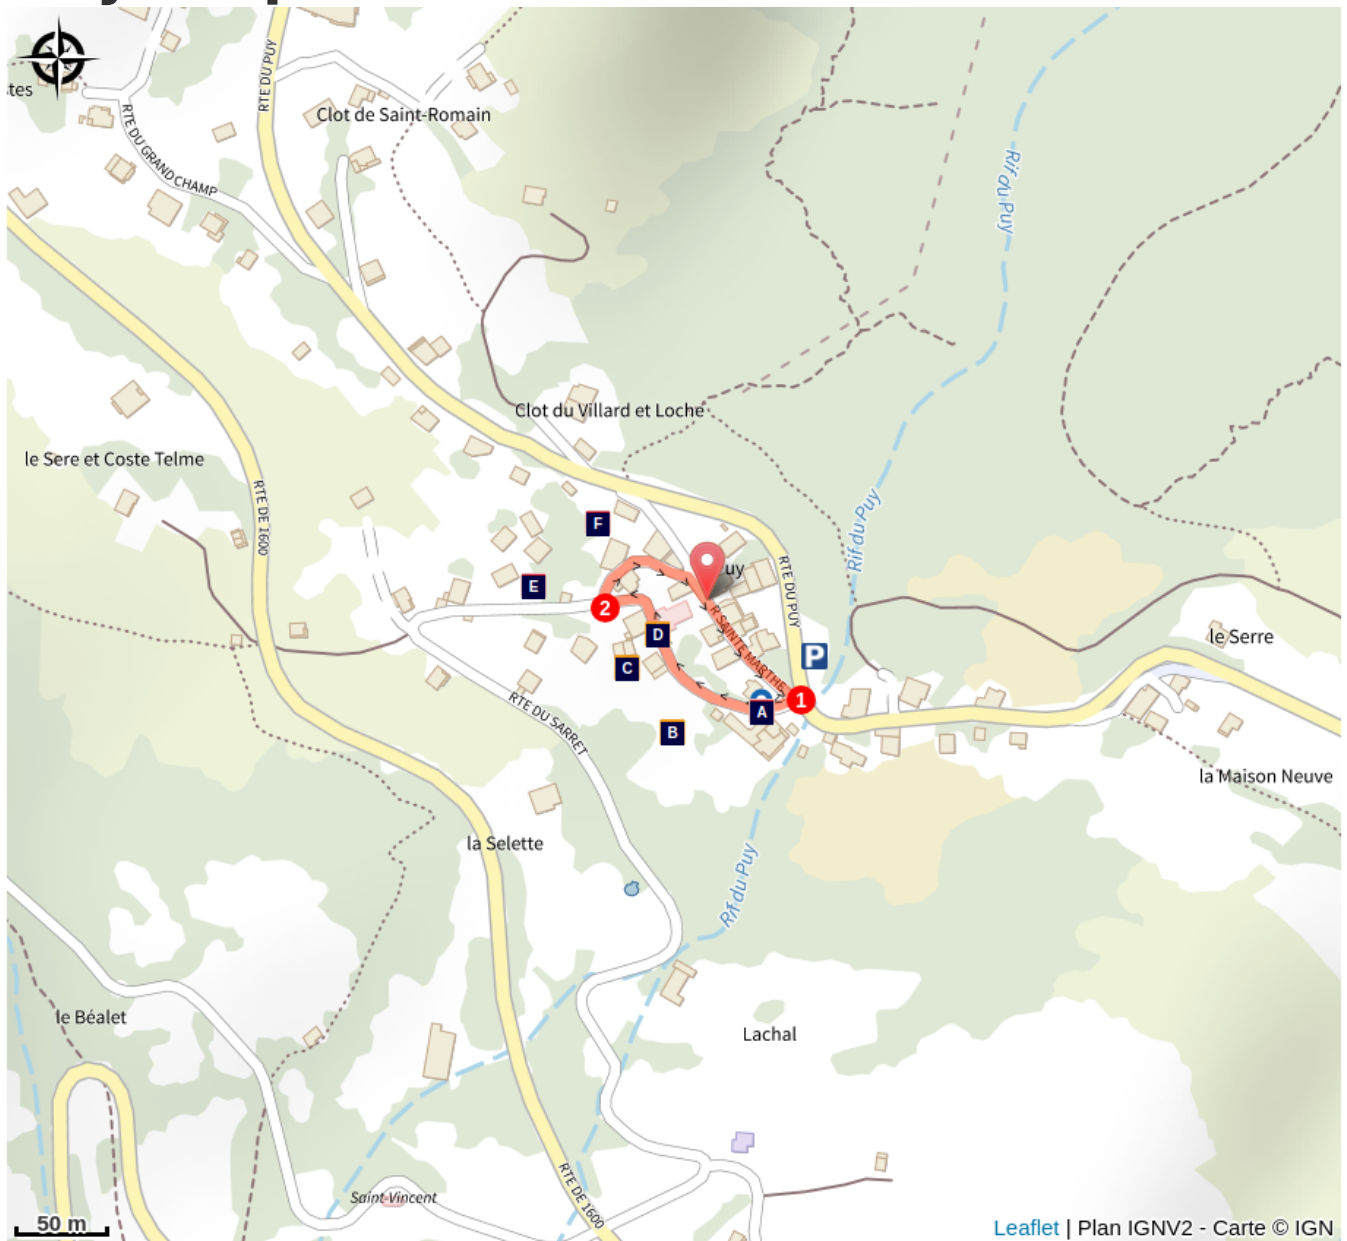 RTE DU PUY
stes
Clot de Saint-Romain
RTE DU GRAND CHAMP
Rif du Puy
Clot du Villard et Loche
le Sere et Coste Telme
RTE DE 1600
Rif du Puy
F
uy
RTE DU PUY
E
2
R SAINTE MARTHE
D
le Serre
P
C
1
A
B
RTE DU SARRET
la Maison Neuve
la Selette
Rif du Puy
le Béalet
Lachal
Saint-Vincent
RTE DE 1600
50 m
Leaflet | Plan IGNV2 - Carte © IGN